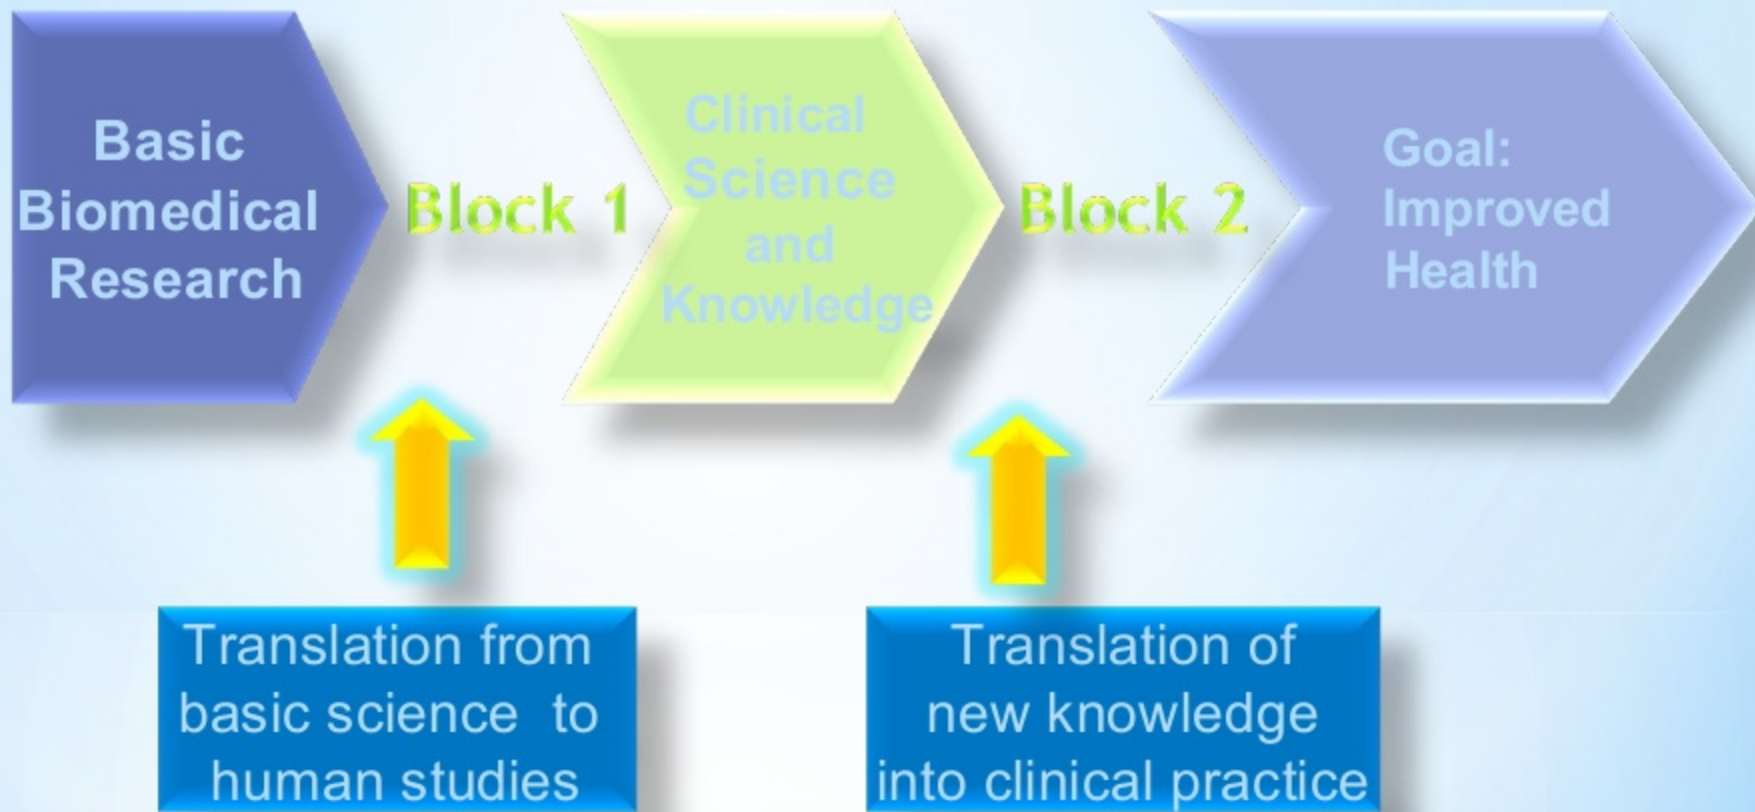 Basic
Biomedical
Research
Block 1
Clinical
Science
and
Knowledge
Block 2
Goal:
Improved
Health
Translation from
basic science to
human studies
Translation of
new knowledge
into clinical practice